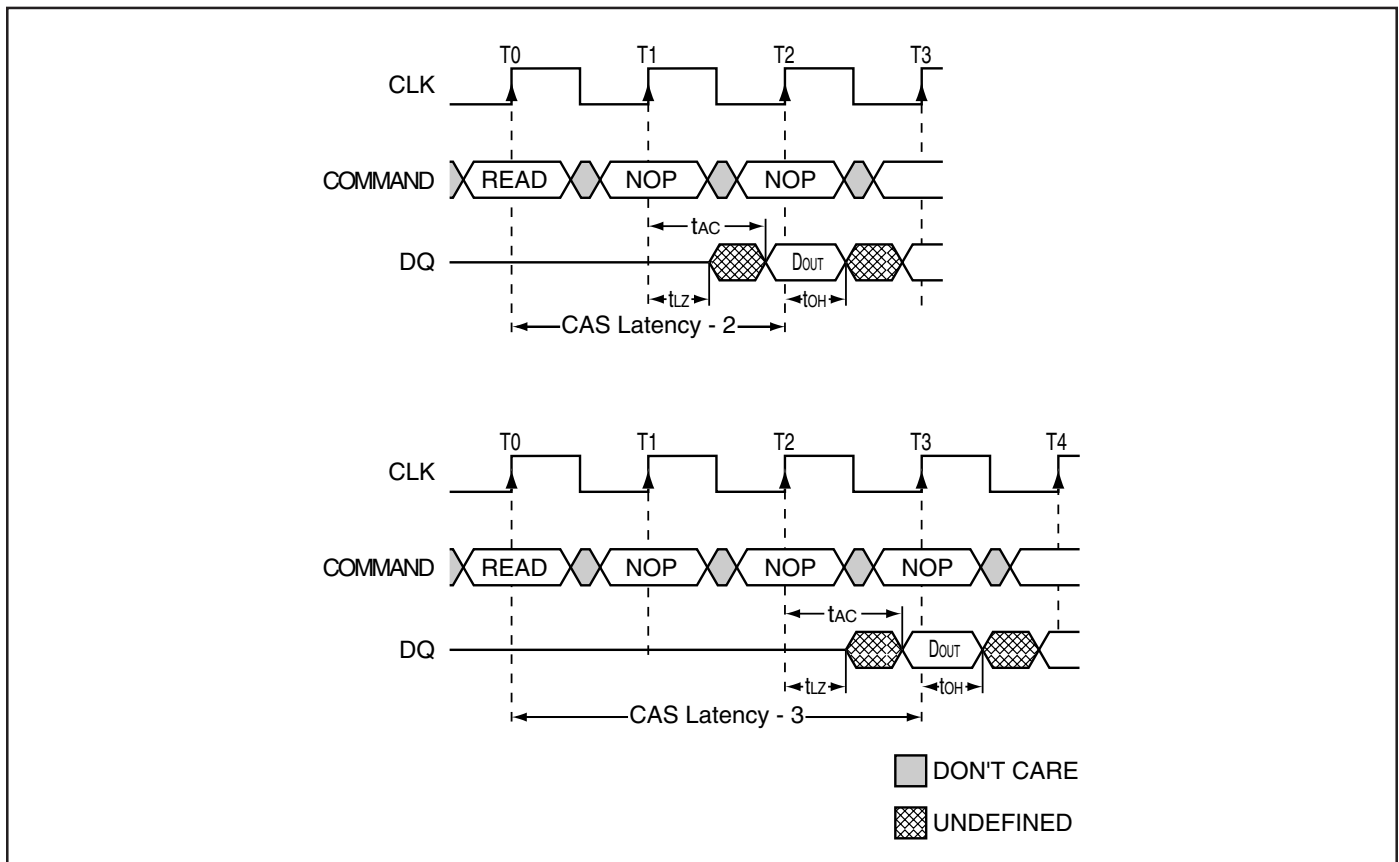 T0 T1 T2 T3
CLK
COMMAND READ NOP NOP
tAC
DQ DOUT
tLZ tOH
CAS Latency - 2
T0 T1 T2 T3 T4
CLK
COMMAND READ NOP NOP NOP
tAC
DQ DOUT
tLZ tOH
CAS Latency - 3
DON'T CARE
UNDEFINED